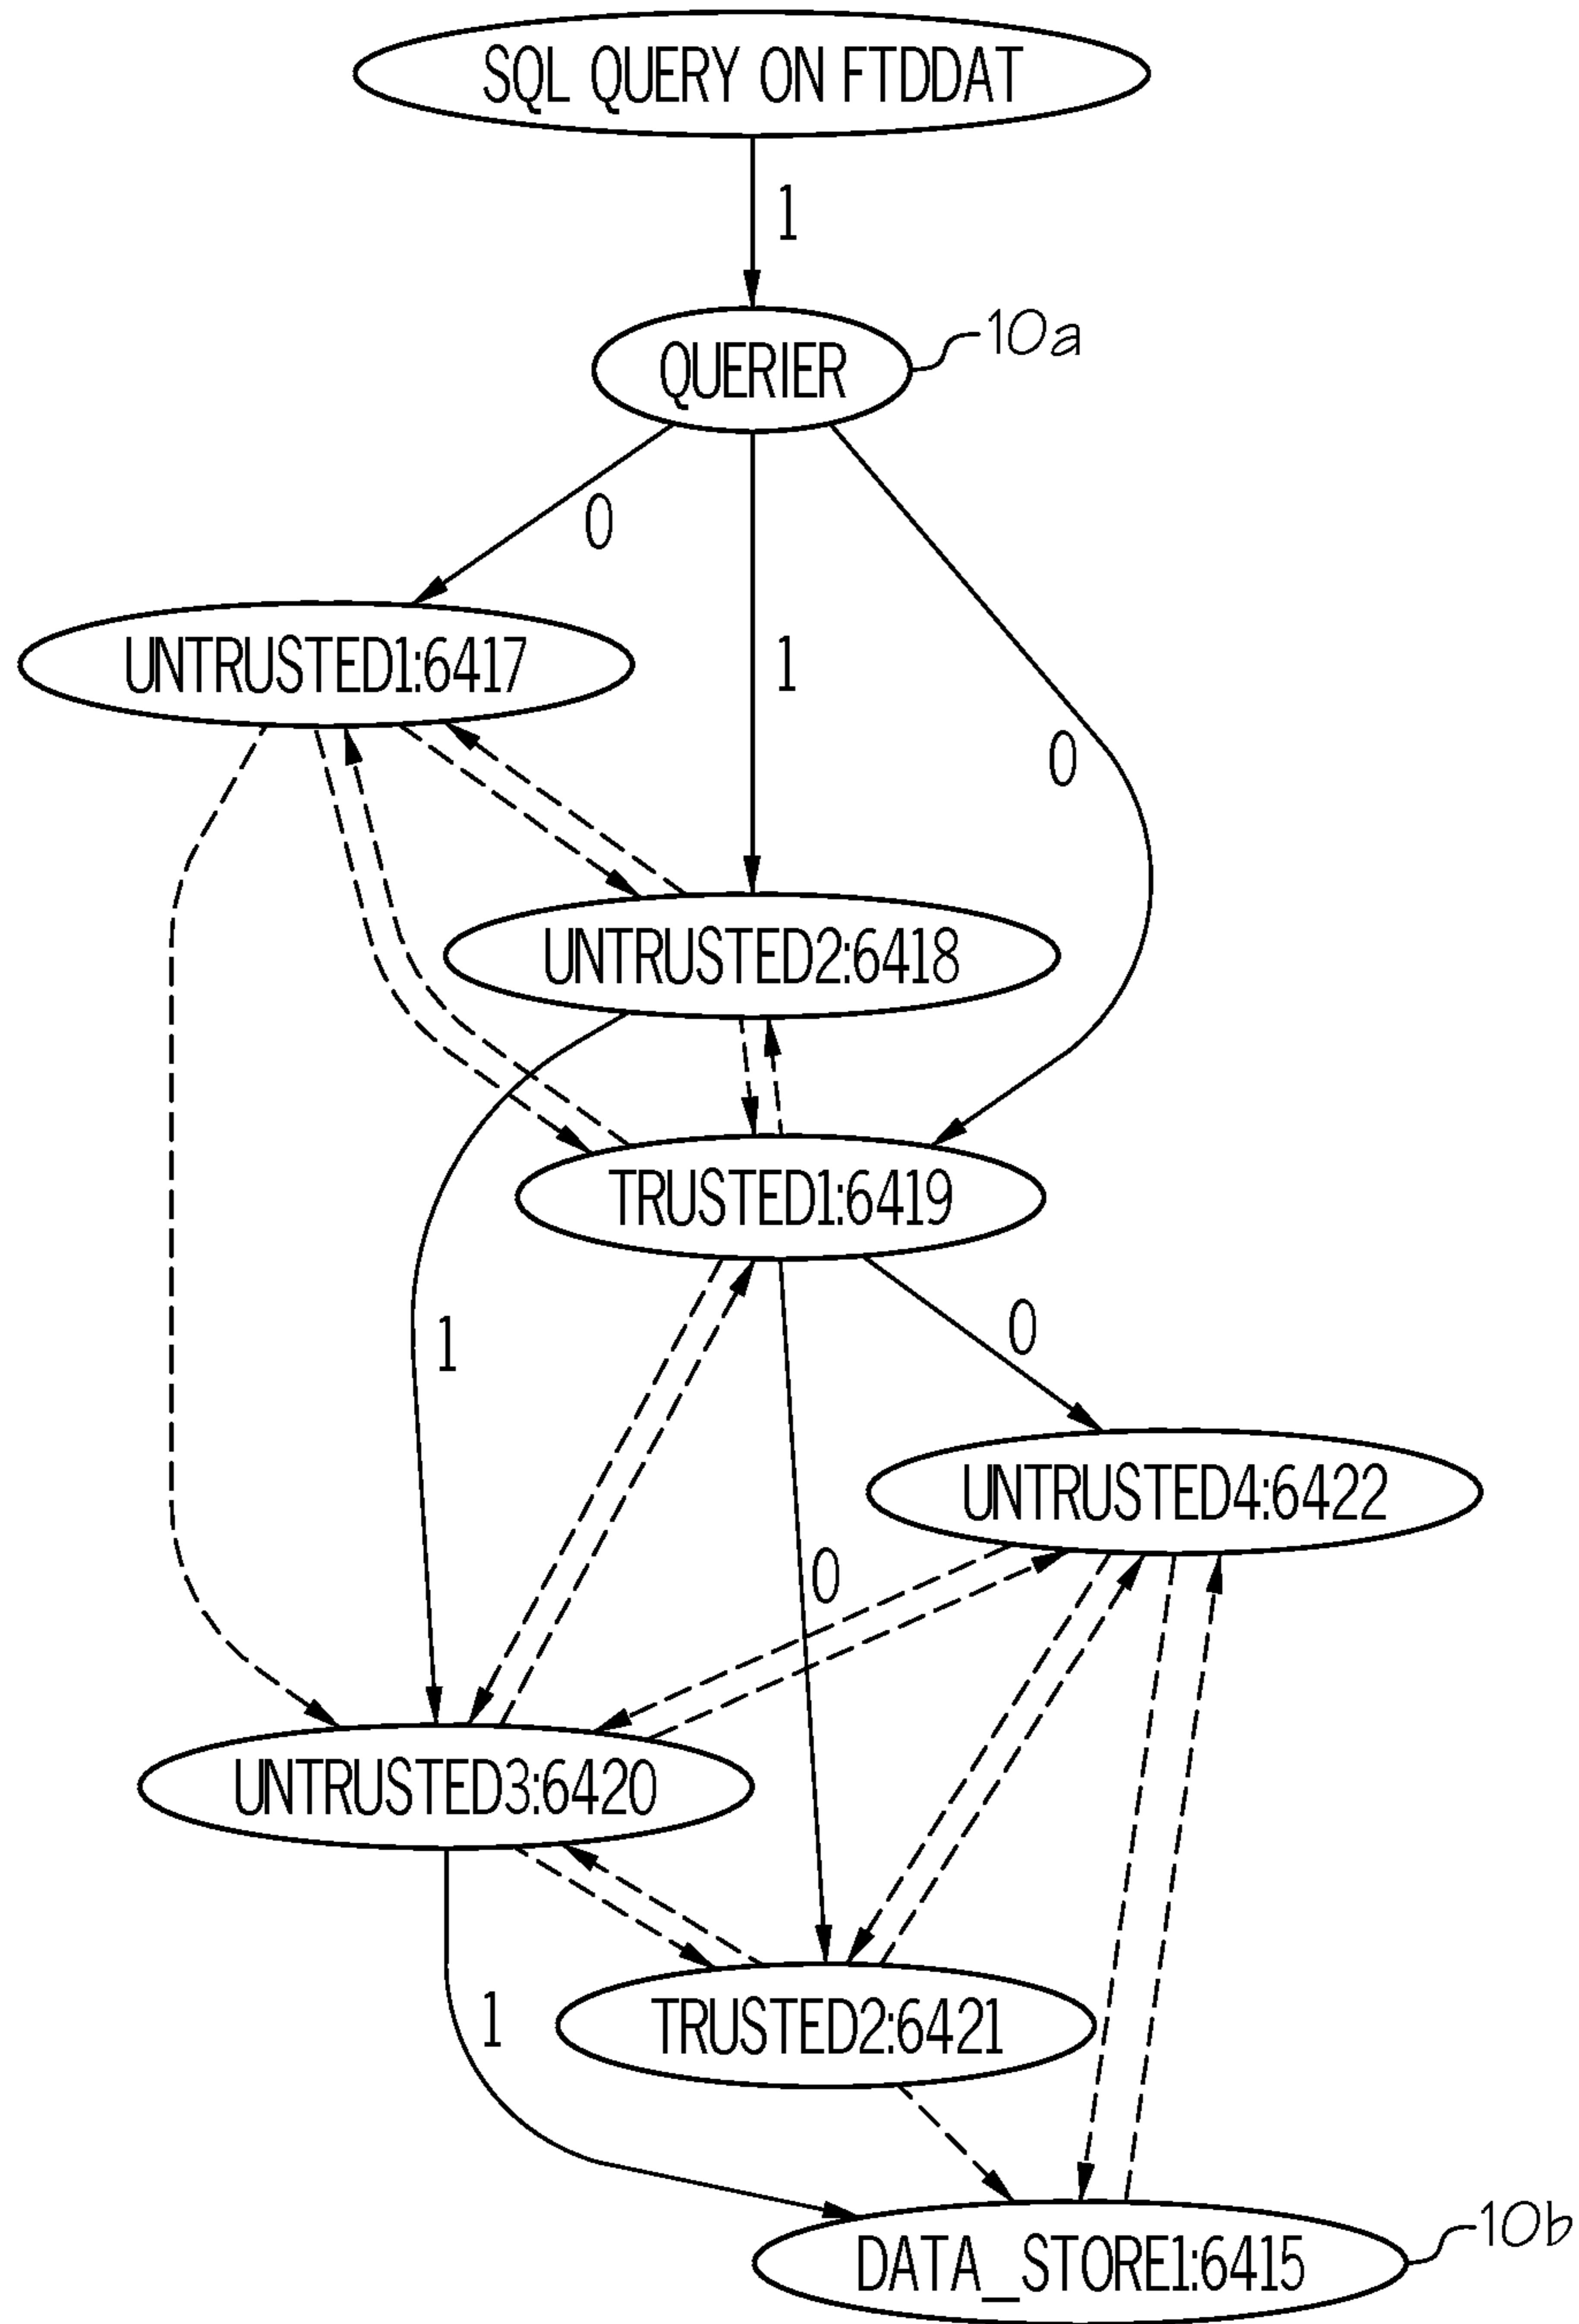 SQL QUERY ON FTDDAT
1
QUERIER
10a
0
1
0
UNTRUSTED1:6417
UNTRUSTED2:6418
TRUSTED1:6419
1
0
UNTRUSTED4:6422
0
UNTRUSTED3:6420
1
TRUSTED2:6421
DATA_STORE1:6415
10b